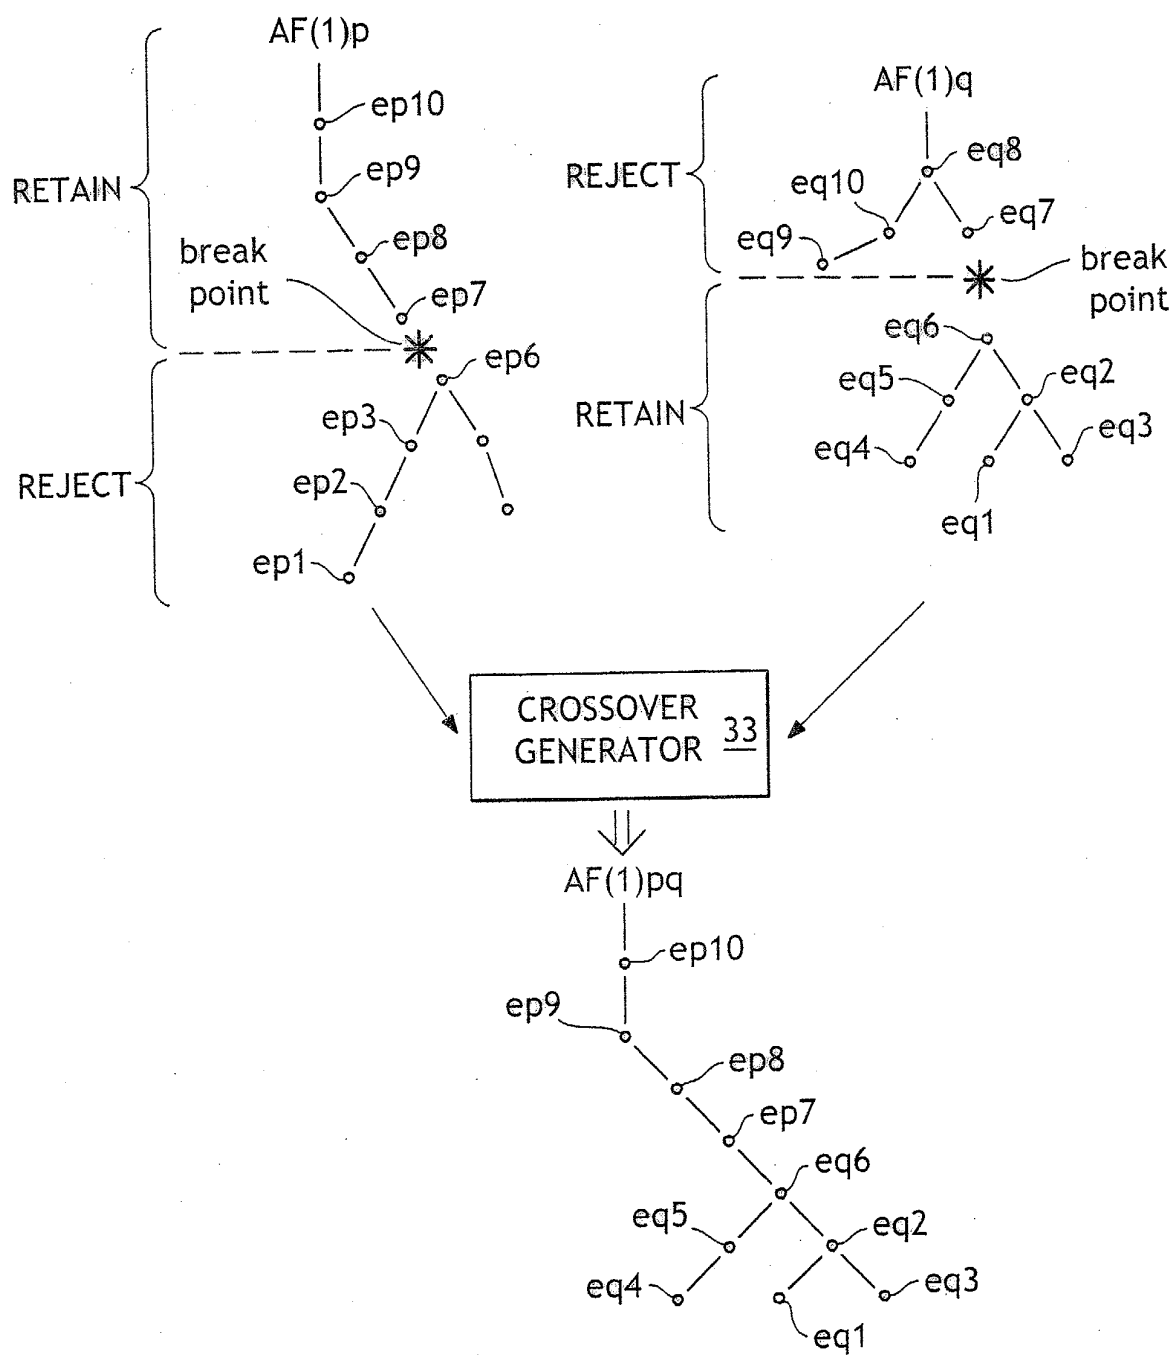 AF(1)p
ep10
ep9
RETAIN
ep8
break
point
ep7
ep6
ep3
REJECT
ep2
ep1
AF(1)q
eq8
REJECT
eq10
eq7
eq9
break
point
eq6
eq5
eq2
RETAIN
eq3
eq4
eq1
CROSSOVER
GENERATOR 33
AF(1)pq
ep10
ep9
ep8
ep7
eq6
eq5
eq2
eq4
eq3
eq1